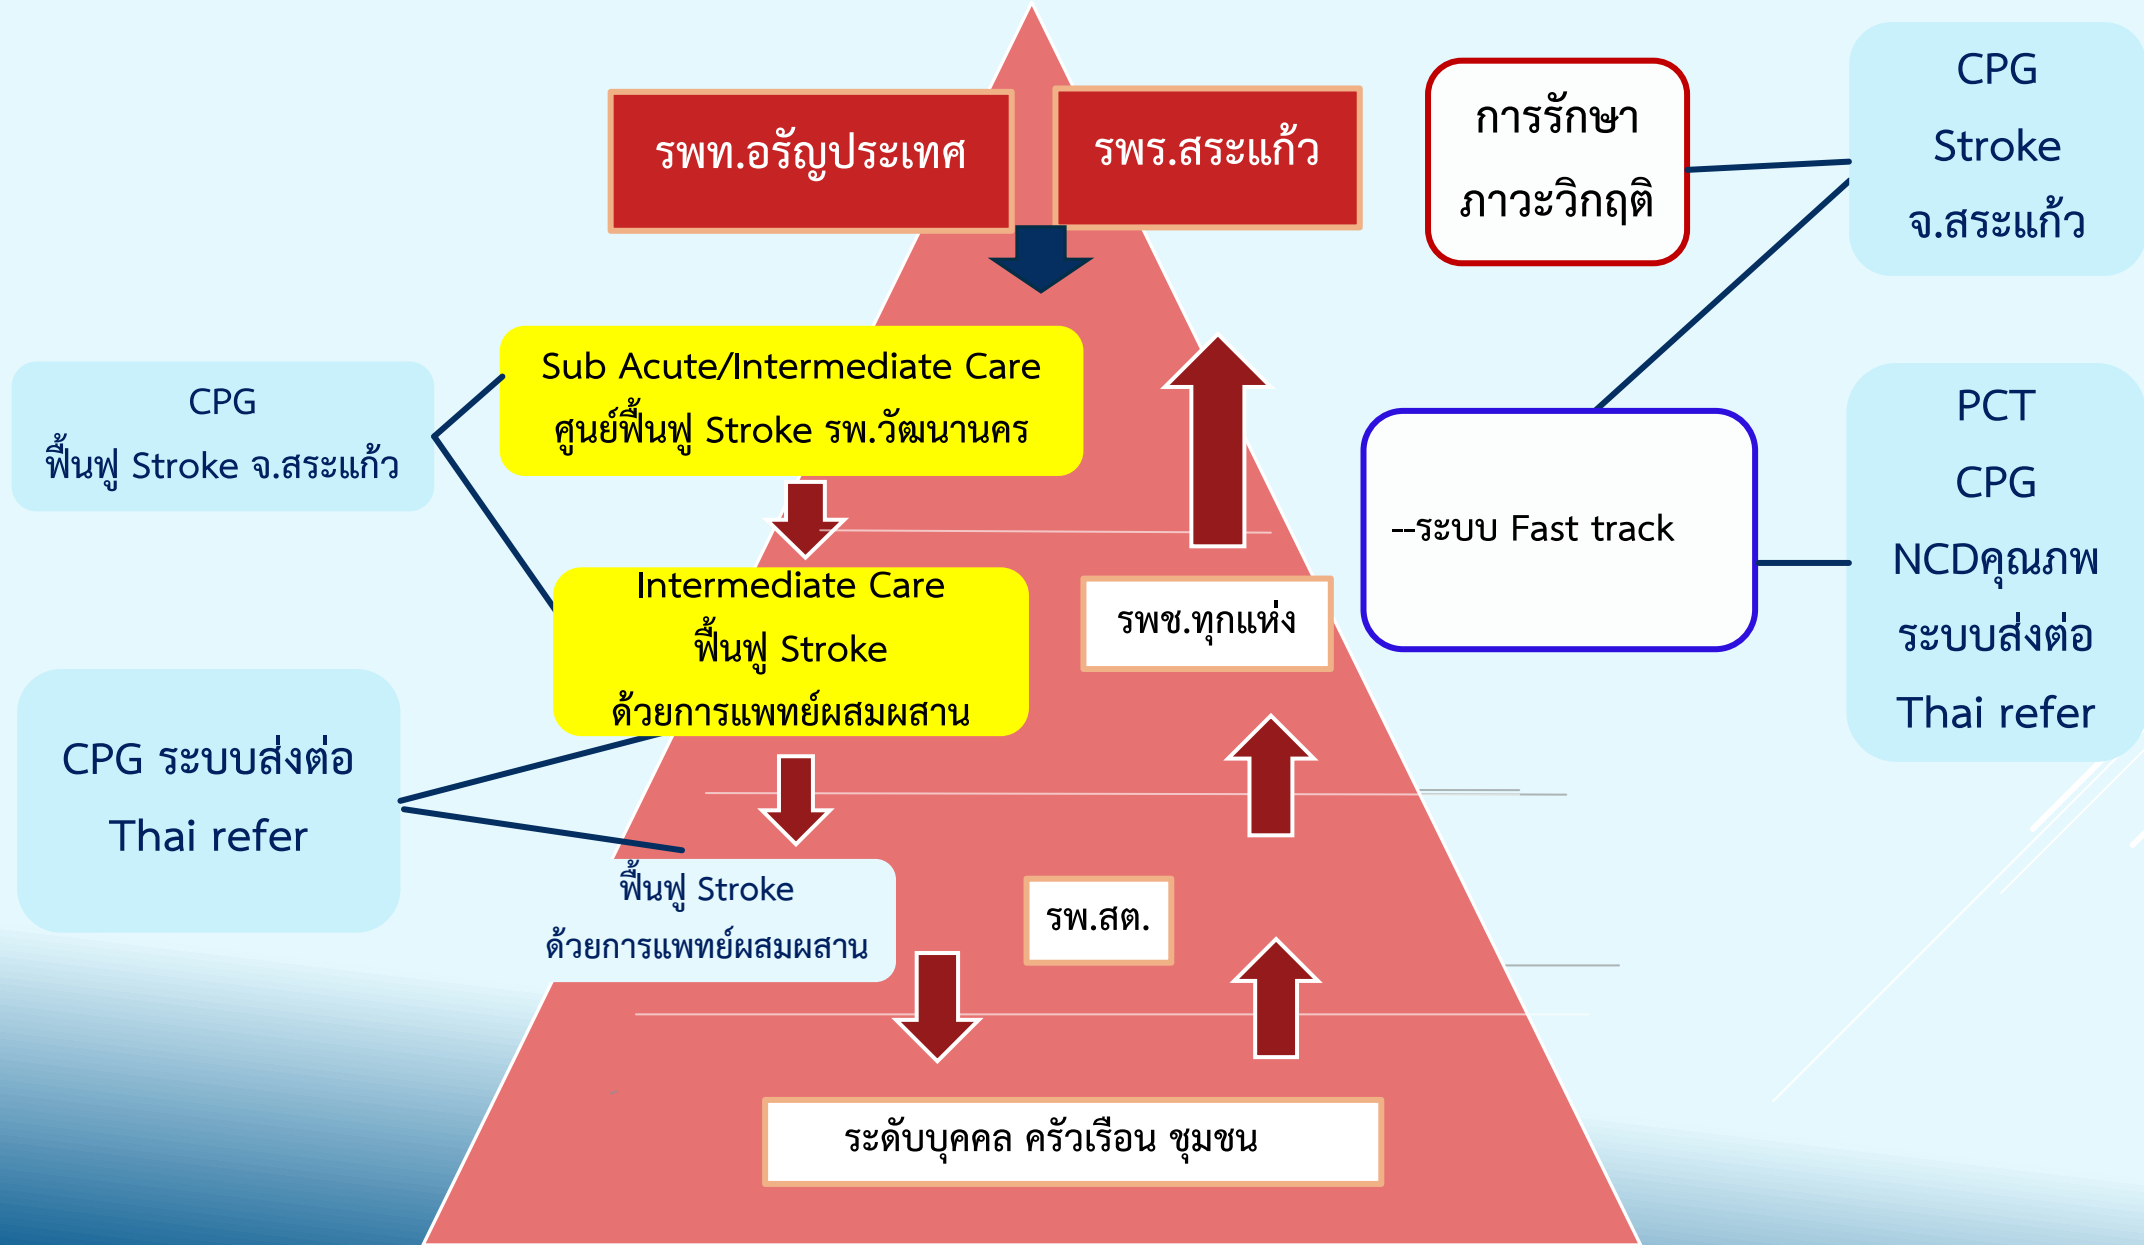 รพท.อรัญประเทศ
รพร.สระแก้ว
การรักษา
ภาวะวิกฤติ
CPG
Stroke
จ.สระแก้ว
Sub Acute/Intermediate Care
ศูนย์ฟื้นฟู Stroke รพ.วัฒนานคร
CPG
ฟื้นฟู Stroke จ.สระแก้ว
--ระบบ Fast track
PCT
CPG
NCDคุณภพ
ระบบส่งต่อ
Thai refer
Intermediate Care
ฟื้นฟู Stroke
ด้วยการแพทย์ผสมผสาน
รพช.ทุกแห่ง
CPG ระบบส่งต่อ
Thai refer
ฟื้นฟู Stroke
ด้วยการแพทย์ผสมผสาน
รพ.สต.
ระดับบุคคล ครัวเรือน ชุมชน